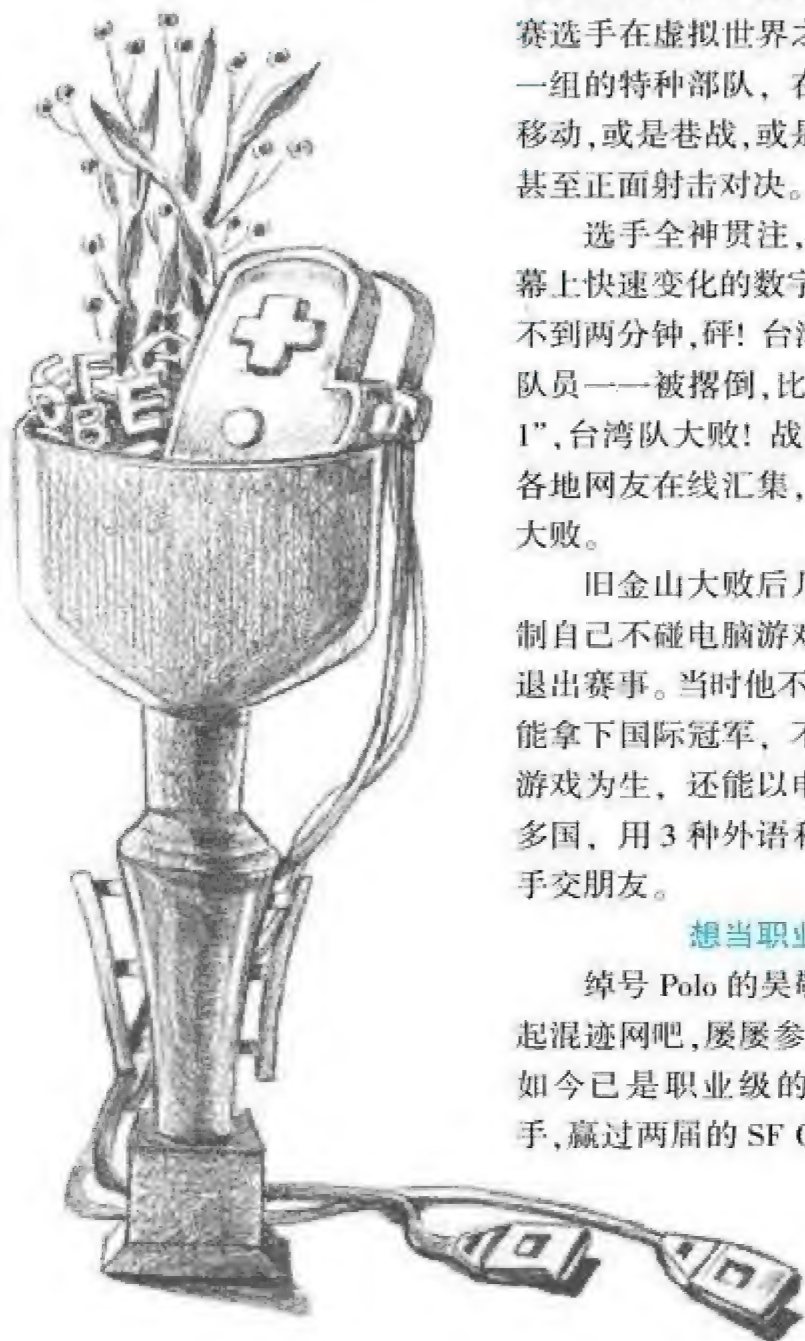 赛选手在虚拟世界之
一组的特种部队，在
移动，或是巷战，或是
甚至正面射击对决。
选手全神贯注，
幕上快速变化的数字
不到两分钟，砰！台湾
队员一一被撂倒，比
1”，台湾队大败！战
各地网友在线汇集，
大败。
旧金山大败后几
制自己不碰电脑游戏
退出赛事。当时他不
能拿下国际冠军，不
游戏为生，还能以电
多国，用3种外语和
手交朋友。
想当职业
绰号 Polo 的吴敬
起混迹网吧，屡屡参
如今已是职业级的
手，赢过两届的 SF
B E